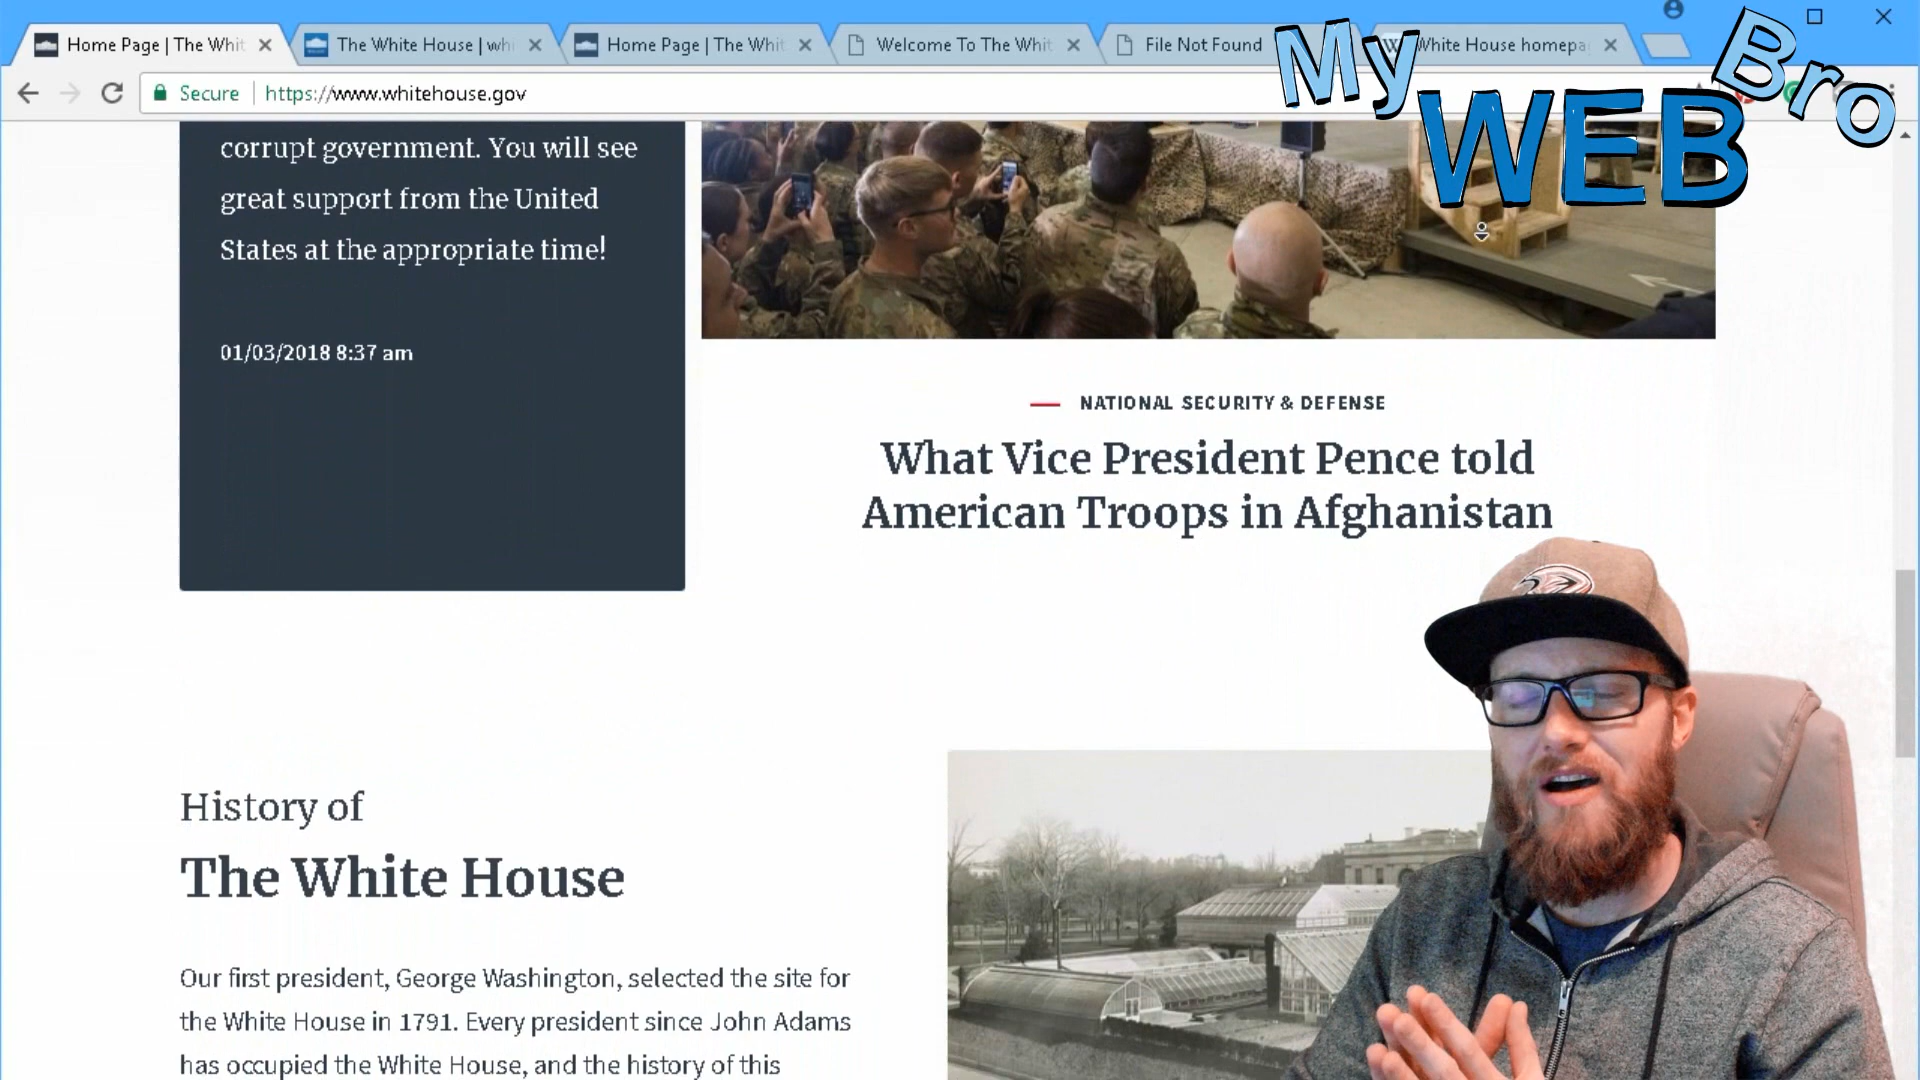 Home Page | The Whit
The White House | whi
Home Page | The Whit
Welcome To The Whit
File Not Found
White House homepa
Secure
https://www.whitehouse.gov
My
WEB
Bro
corrupt government. You will see
great support from the United
States at the appropriate time!
01/03/2018 8:37 am
NATIONAL SECURITY & DEFENSE
What Vice President Pence told
American Troops in Afghanistan
History of
The White House
Our first president, George Washington, selected the site for
the White House in 1791. Every president since John Adams
has occupied the White House, and the history of this